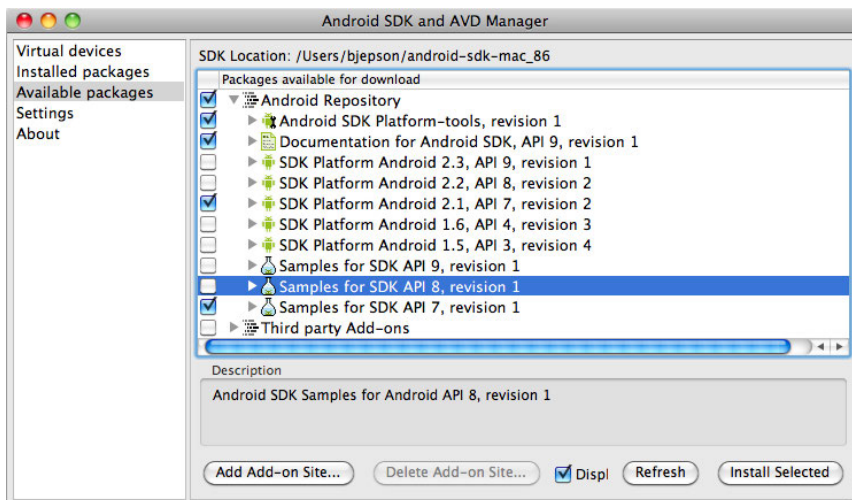 Android SDK and AVD Manager
Virtual devices
Installed packages
Available packages
Settings
About
SDK Location: /Users/bjepson/android-sdk-mac_86
Packages available for download
Android Repository
Android SDK Platform-tools, revision 1
Documentation for Android SDK, API 9, revision 1
SDK Platform Android 2.3, API 9, revision 1
SDK Platform Android 2.2, API 8, revision 2
SDK Platform Android 2.1, API 7, revision 2
SDK Platform Android 1.6, API 4, revision 3
SDK Platform Android 1.5, API 3, revision 4
Samples for SDK API 9, revision 1
Samples for SDK API 8, revision 1
Samples for SDK API 7, revision 1
Third party Add-ons
Description
Android SDK Samples for Android API 8, revision 1
Add Add-on Site... Delete Add-on Site... Displ Refresh Install Selected